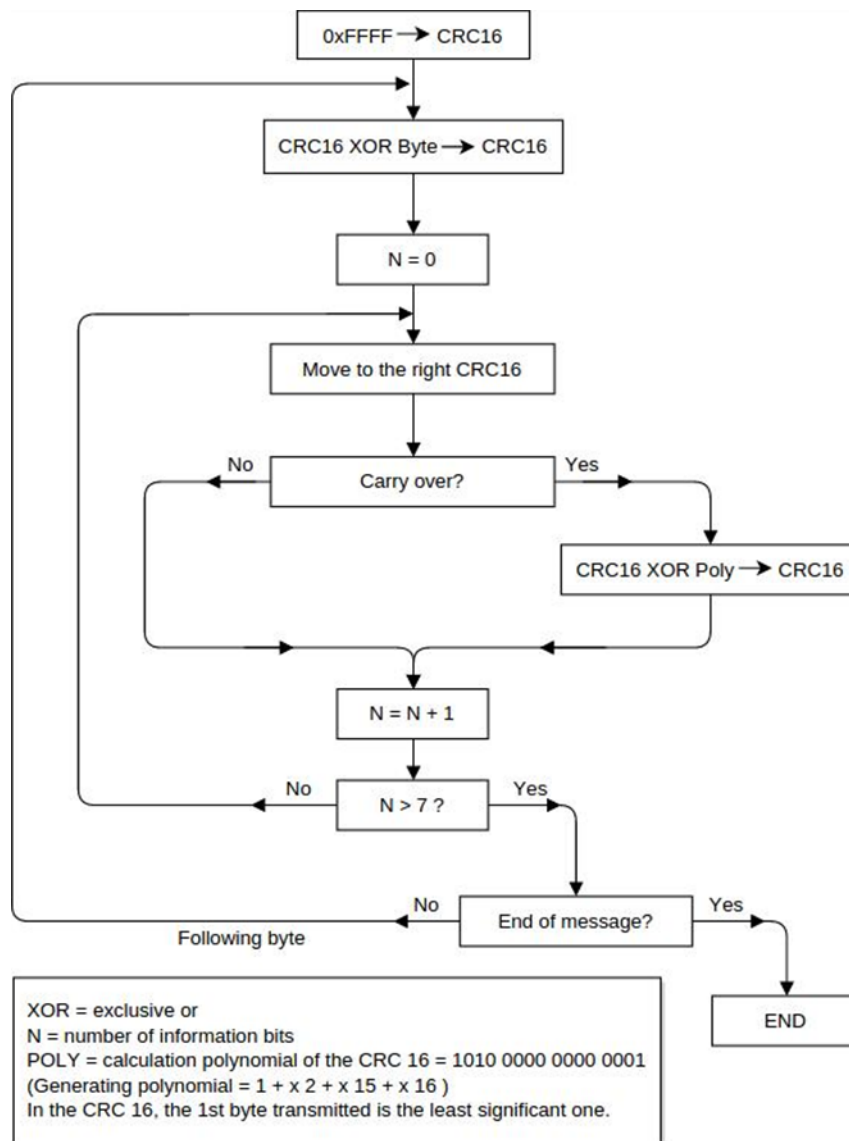 0xFFFF → CRC16
CRC16 XOR Byte → CRC16
N = 0
Move to the right CRC16
No
Carry over?
Yes
CRC16 XOR Poly → CRC16
N = N + 1
No
N > 7 ?
Yes
No
End of message?
Yes
Following byte
END
XOR = exclusive or
N = number of information bits
POLY = calculation polynomial of the CRC 16 = 1010 0000 0000 0001
(Generating polynomial = 1 + x 2 + x 15 + x 16 )
In the CRC 16, the 1st byte transmitted is the least significant one.